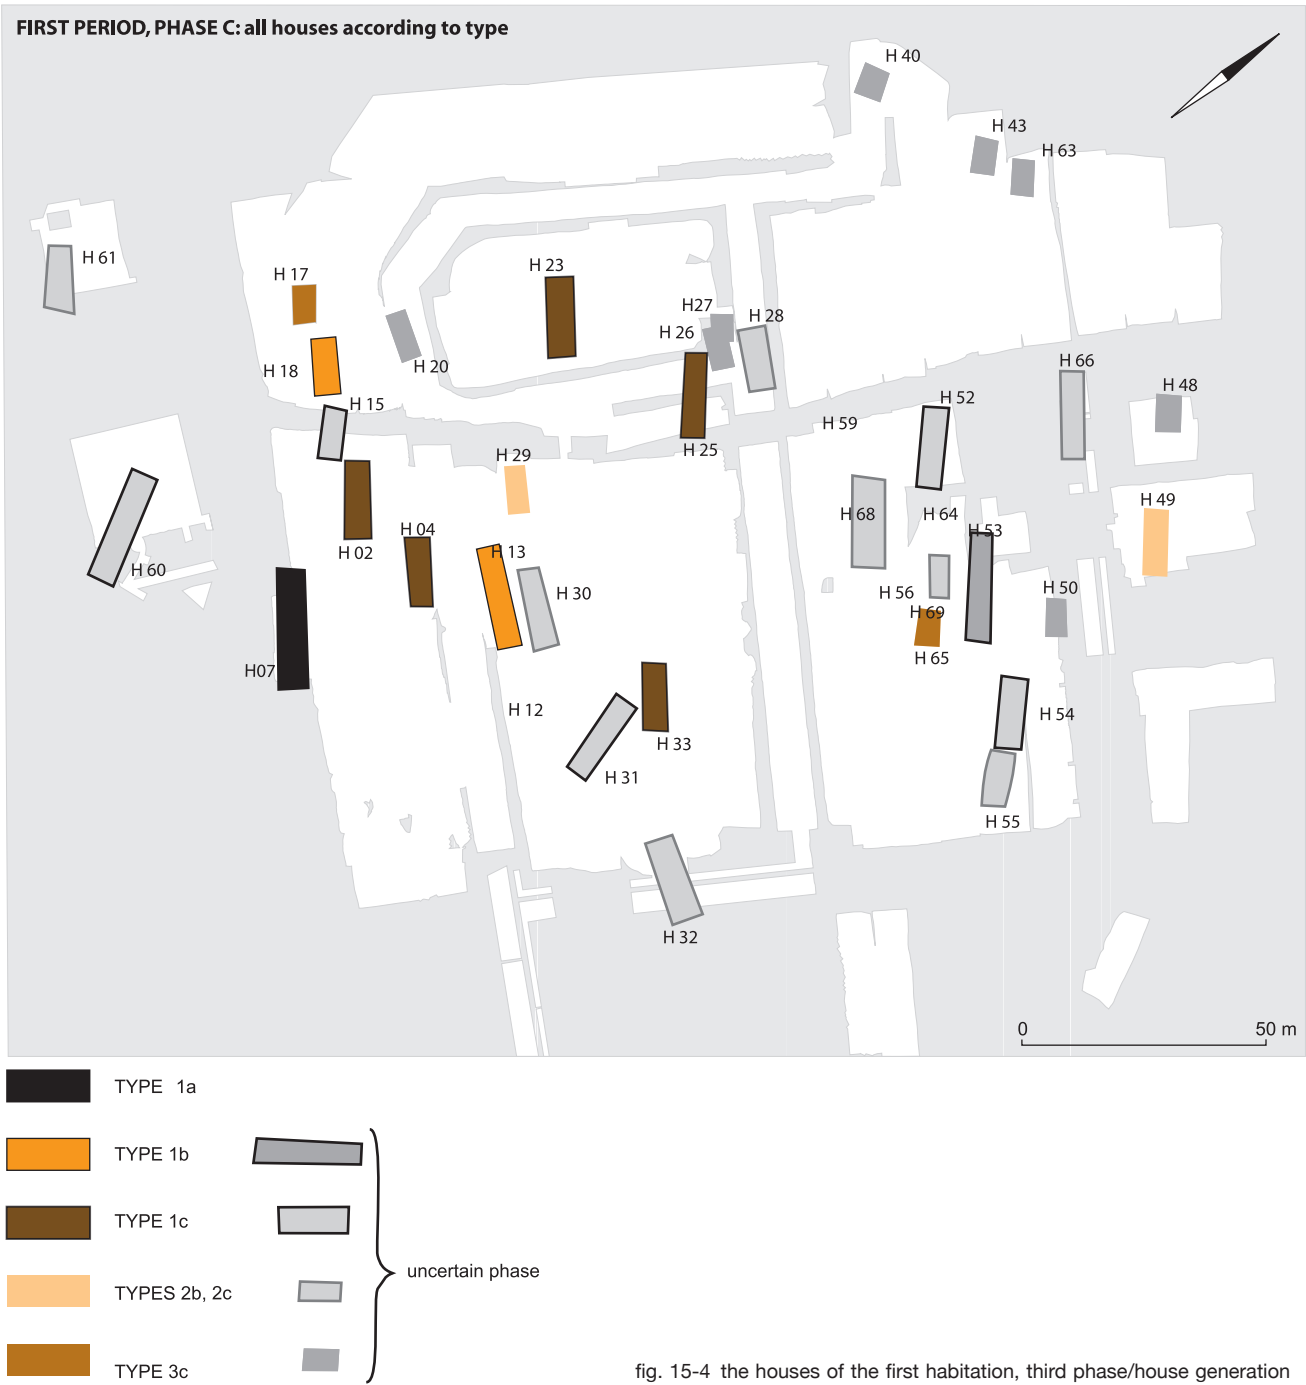 FIRST PERIOD, PHASE C: all houses according to type
H 40
H 43
H 63
H 61
H 17
H 23
H27
H 28
H 26
H 18
H 20
H 66
H 48
H 15
H 52
H 59
H 25
H 29
H 49
H 68
H 64
H 04
H 53
H 02
H 13
H 60
H 30
H 56
H 50
H 69
H 65
H07
H 12
H 54
H 33
H 31
H 55
H 32
0 50 m
TYPE 1a
TYPE 1b
TYPE 1c
uncertain phase
TYPES 2b, 2c
TYPE 3c
fig. 15-4 the houses of the first habitation, third phase/house generation